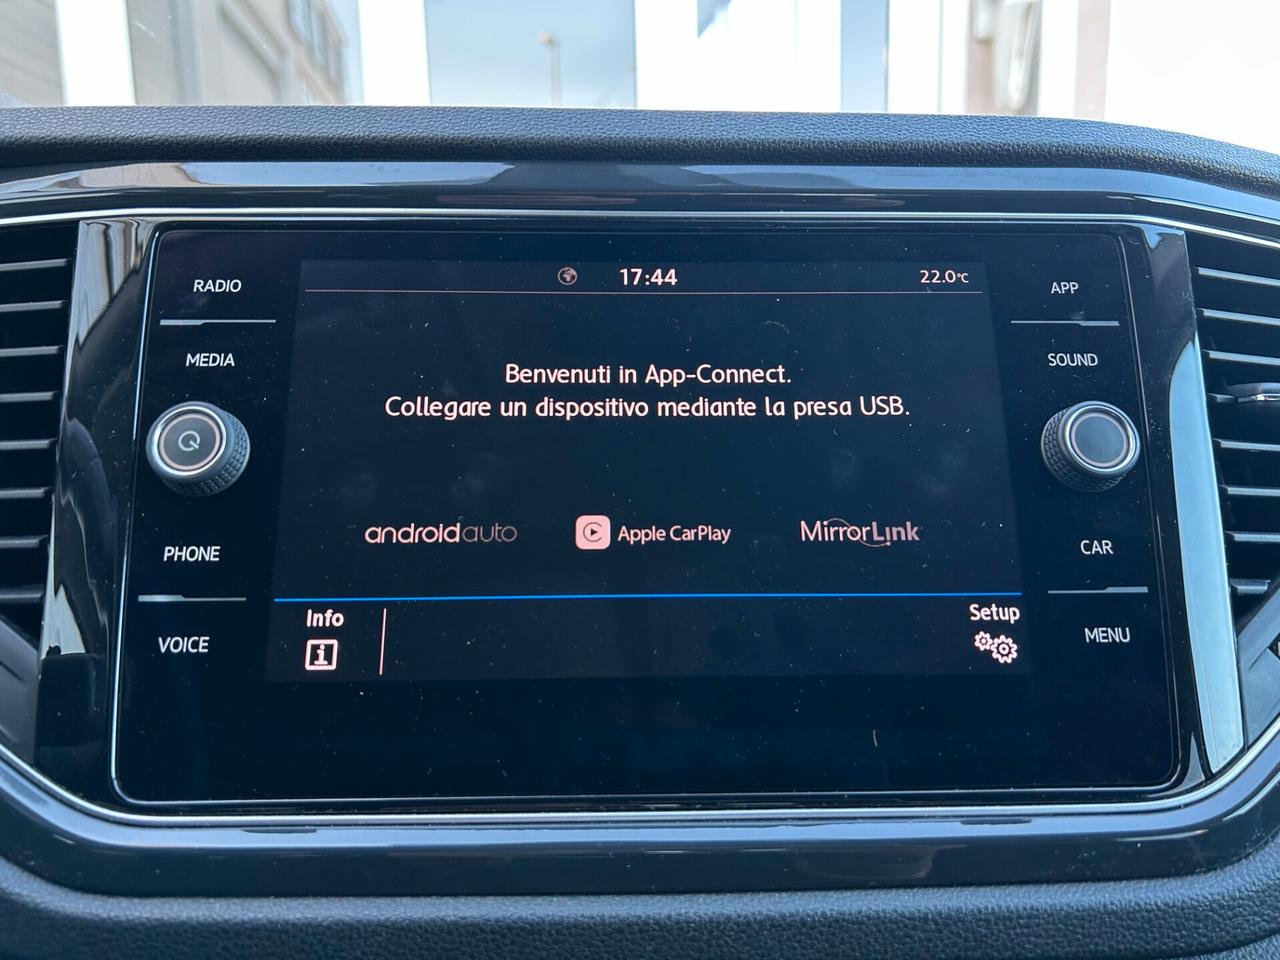 RADIO
MEDIA
PHONE
VOICE
17:44
22.0°C
Benvenuti in App-Connect.
Collegare un dispositivo mediante la presa USB.
androidauto
Apple CarPlay
MirrorLink
Info
i
Setup
APP
SOUND
CAR
MENU